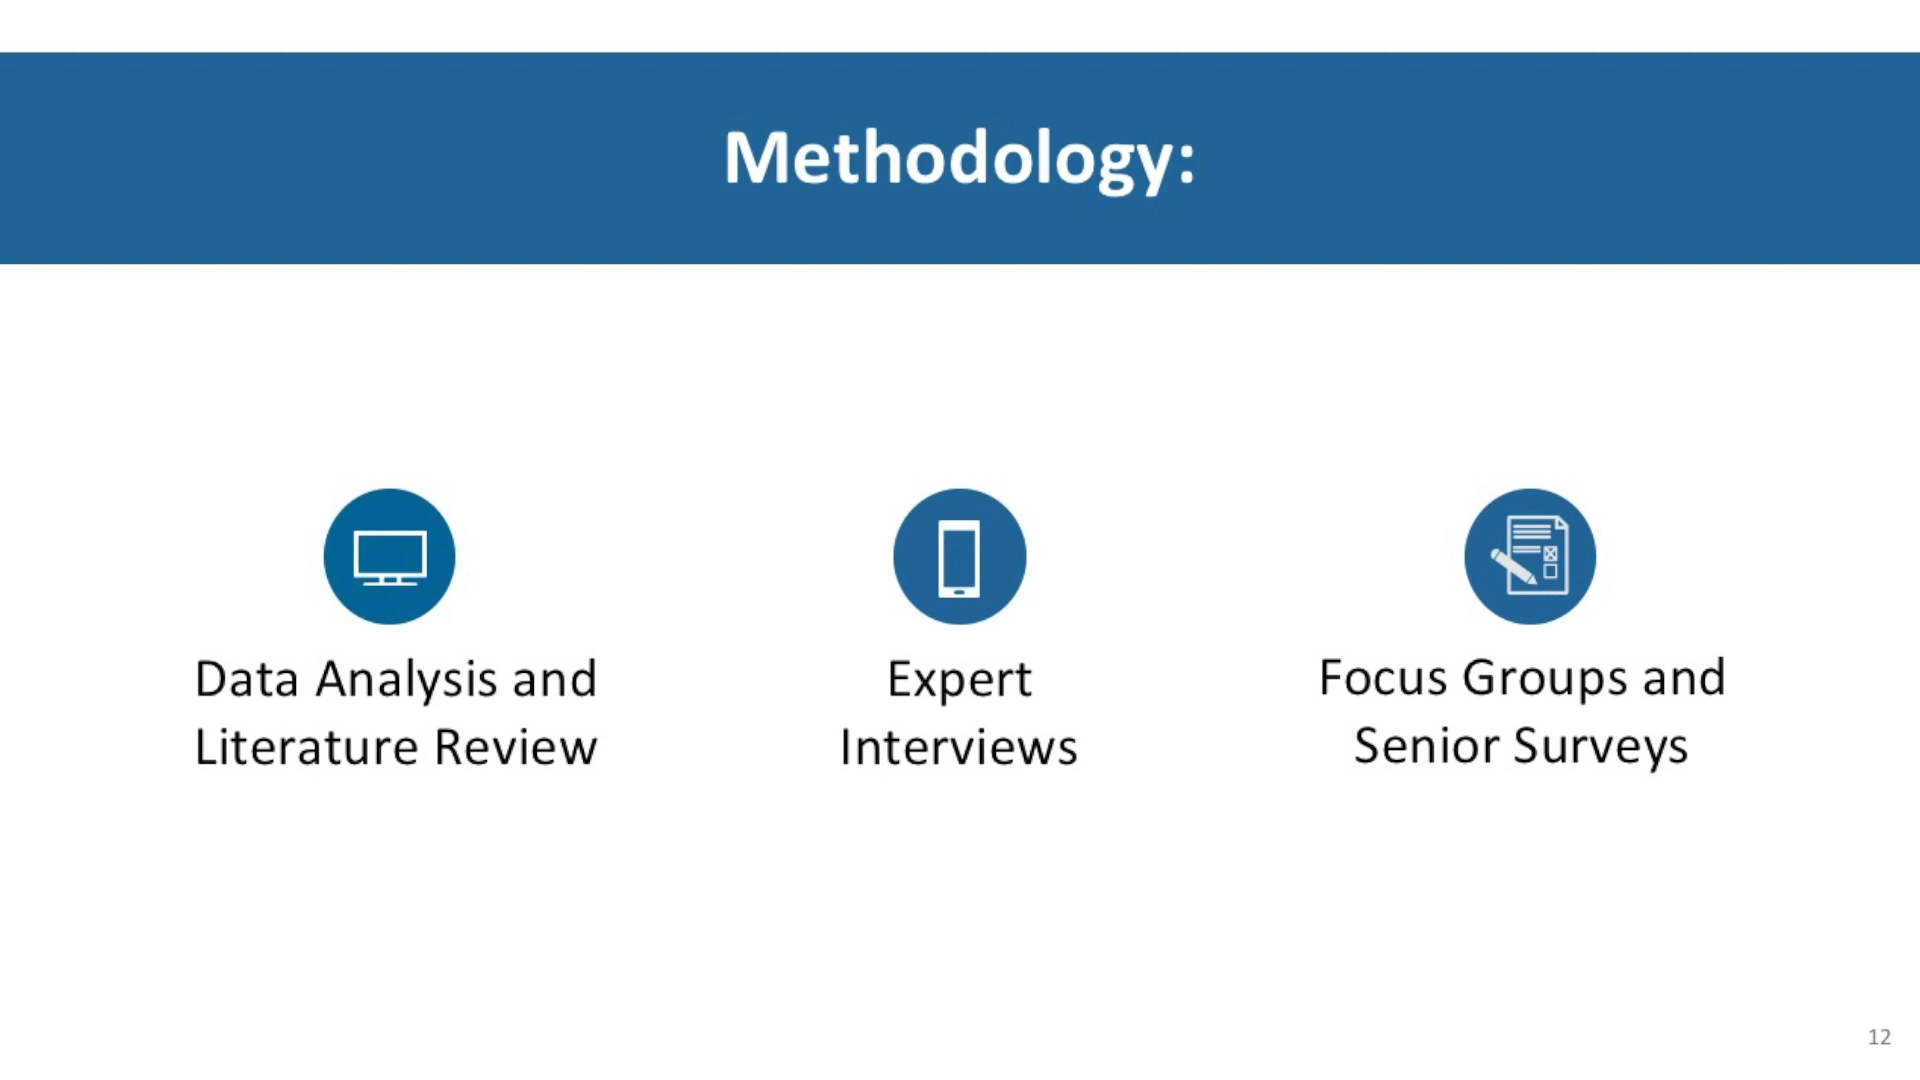 Methodology:
Data Analysis and
Literature Review
Expert
Interviews
Focus Groups and
Senior Surveys
12